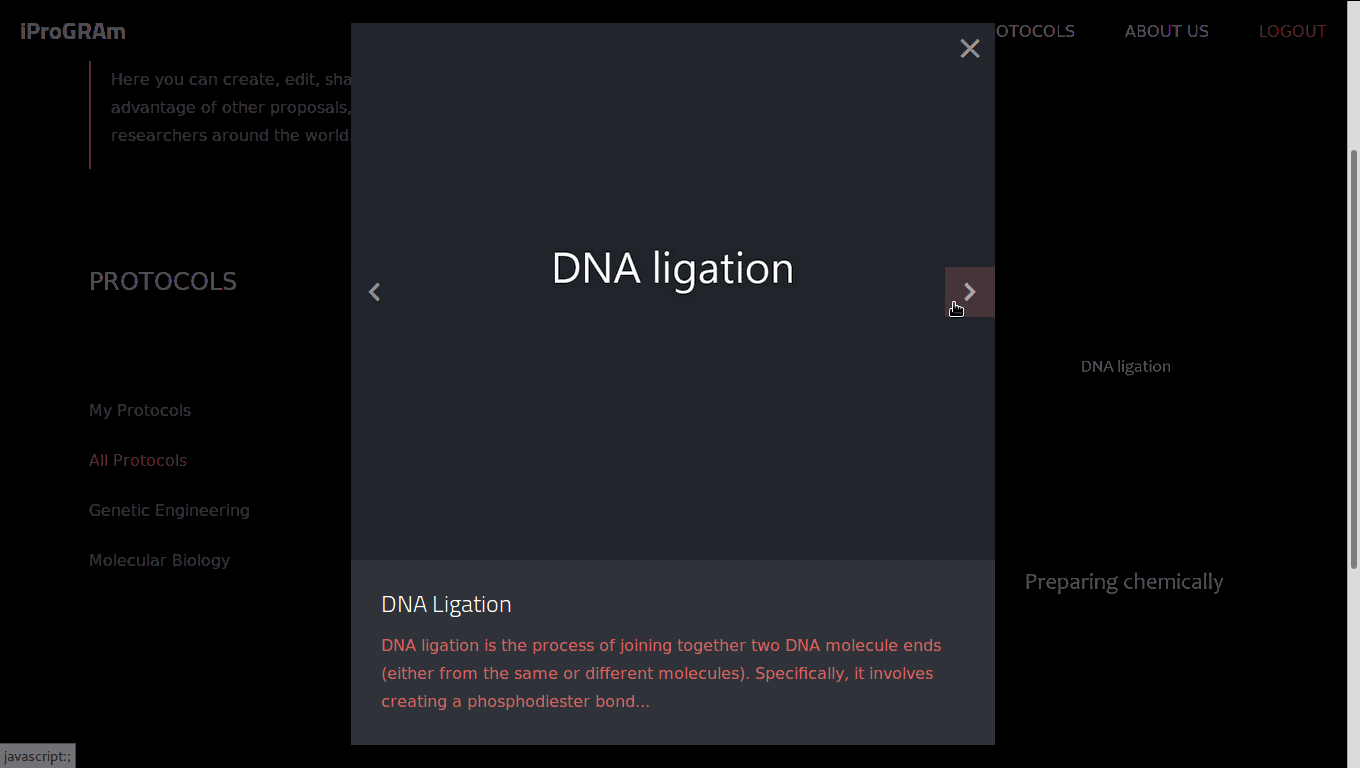 iProGRAm
OTOCOLS
ABOUT US
LOGOUT
Here you can create, edit, sha
advantage of other proposals,
researchers around the world.
PROTOCOLS
My Protocols
All Protocols
Genetic Engineering
Molecular Biology
DNA ligation
DNA Ligation
DNA ligation is the process of joining together two DNA molecule ends
(either from the same or different molecules). Specifically, it involves
creating a phosphodiester bond...
DNA ligation
Preparing chemically
javascript:;